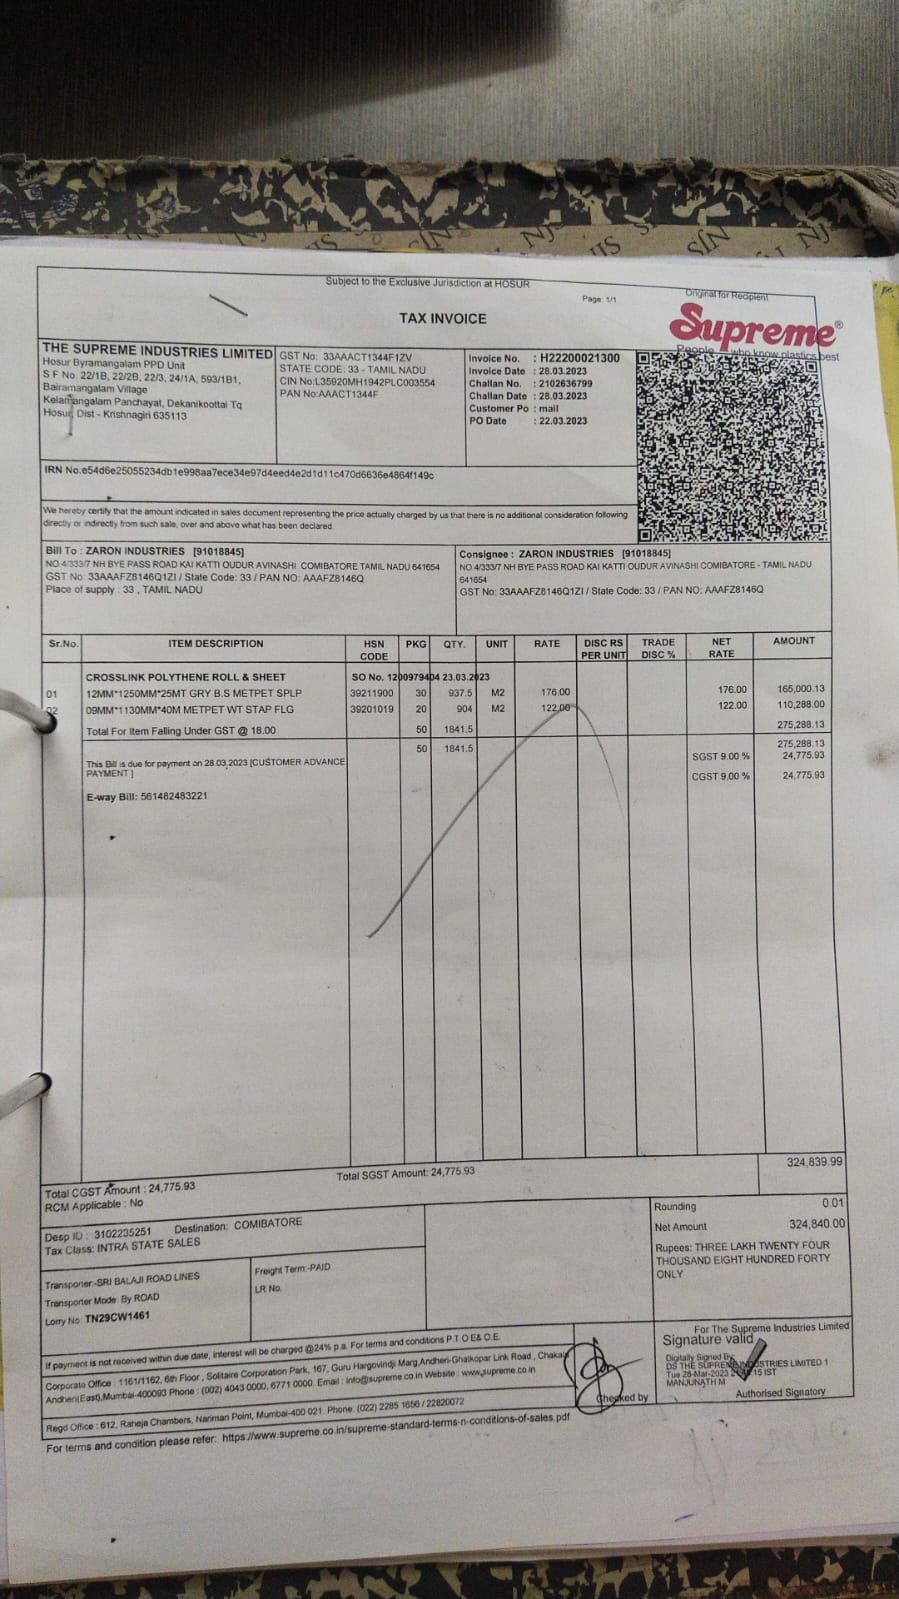 Subject to the Exclusive Jurisdiction at HOSUR
Page: 1/1
Original for Recipient
TAX INVOICE
Supreme®
People who know plastics best
THE SUPREME INDUSTRIES LIMITED
Hosur Byramangalam PPD Unit
S F No. 22/1B, 22/2B, 22/3, 24/1A, 593/1B1,
Bairamangalam Village
Kelamangalam Panchayat, Dekanikoottai Tq
Hosur, Dist - Krishnagiri 635113
GST No: 33AAACT1344F1ZV
STATE CODE: 33 - TAMIL NADU
CIN No:L35920MH1942PLC003554
PAN No:AAACT1344F
Invoice No. : H22200021300
Invoice Date : 28.03.2023
Challan No. : 2102636799
Challan Date : 28.03.2023
Customer Po : mail
PO Date : 22.03.2023
IRN No.e54d6e25055234db1e998aa7ece34e97d4eed4e2d1d11c470d6636e4864f149c
We hereby certify that the amount indicated in sales document representing the price actually charged by us that there is no additional consideration following
directly or indirectly from such sale, over and above what has been declared.
Bill To : ZARON INDUSTRIES [91018845]
NO.4/333/7 NH BYE PASS ROAD KAI KATTI OUDUR AVINASHI COMIBATORE TAMIL NADU 641654
GST No: 33AAAFZ8146Q1ZI / State Code: 33 / PAN NO: AAAFZ8146Q
Place of supply : 33 , TAMIL NADU
Consignee : ZARON INDUSTRIES [91018845]
NO.4/333/7 NH BYE PASS ROAD KAI KATTI OUDUR AVINASHI COMIBATORE - TAMIL NADU
641654
GST No: 33AAAFZ8146Q1ZI / State Code: 33 / PAN NO: AAAFZ8146Q
Sr.No. ITEM DESCRIPTION HSN CODE PKG QTY. UNIT RATE DISC RS PER UNIT TRADE DISC % NET RATE AMOUNT
CROSSLINK POLYTHENE ROLL & SHEET SO No. 1200979404 23.03.2023
01 12MM*1250MM*25MT GRY B.S METPET SPLP 39211900 30 937.5 M2 176.00 176.00 165,000.13
02 09MM*1130MM*40M METPET WT STAP FLG 39201019 20 904 M2 122.00 122.00 110,288.00
Total For Item Falling Under GST @ 18.00 50 1841.5 275,288.13
50 1841.5 275,288.13
SGST 9.00 % 24,775.93
This Bill is due for payment on 28.03.2023 [CUSTOMER ADVANCE
PAYMENT ]
CGST 9.00 % 24,775.93
E-way Bill: 561482483221
324,839.99
Total CGST Amount : 24,775.93 Total SGST Amount: 24,775.93
RCM Applicable : No
Desp ID : 3102235251 Destination: COMIBATORE
Tax Class: INTRA STATE SALES
Rounding 0.01
Net Amount 324,840.00
Rupees: THREE LAKH TWENTY FOUR
THOUSAND EIGHT HUNDRED FORTY
ONLY
Transporter:-SRI BALAJI ROAD LINES
Transporter Mode: By ROAD
Lorry No: TN29CW1461
Freight Term:-PAID
LR No.
If payment is not received within due date, interest will be charged @24% p.a. For terms and conditions P.T.O E& O.E.
Corporate Office : 1161/1162, 6th Floor , Solitaire Corporation Park, 167, Guru Hargovindji Marg,Andheri-Ghatkopar Link Road , Chakala
Andheri(East),Mumbai-400093 Phone : (002) 4043 0000, 6771 0000. Email : info@supreme.co.in Website : www.supreme.co.in
Regd Office : 612, Raheja Chambers, Nariman Point, Mumbai-400 021. Phone: (022) 2285 1656 / 22820072
For terms and condition please refer: https://www.supreme.co.in/supreme-standard-terms-n-conditions-of-sales.pdf
Checked by
For The Supreme Industries Limited
Signature valid
Digitally Signed By
DS THE SUPREME INDUSTRIES LIMITED 1
Tue 28-Mar-2023 15 IST
MANJUNATH M
Authorised Signatory